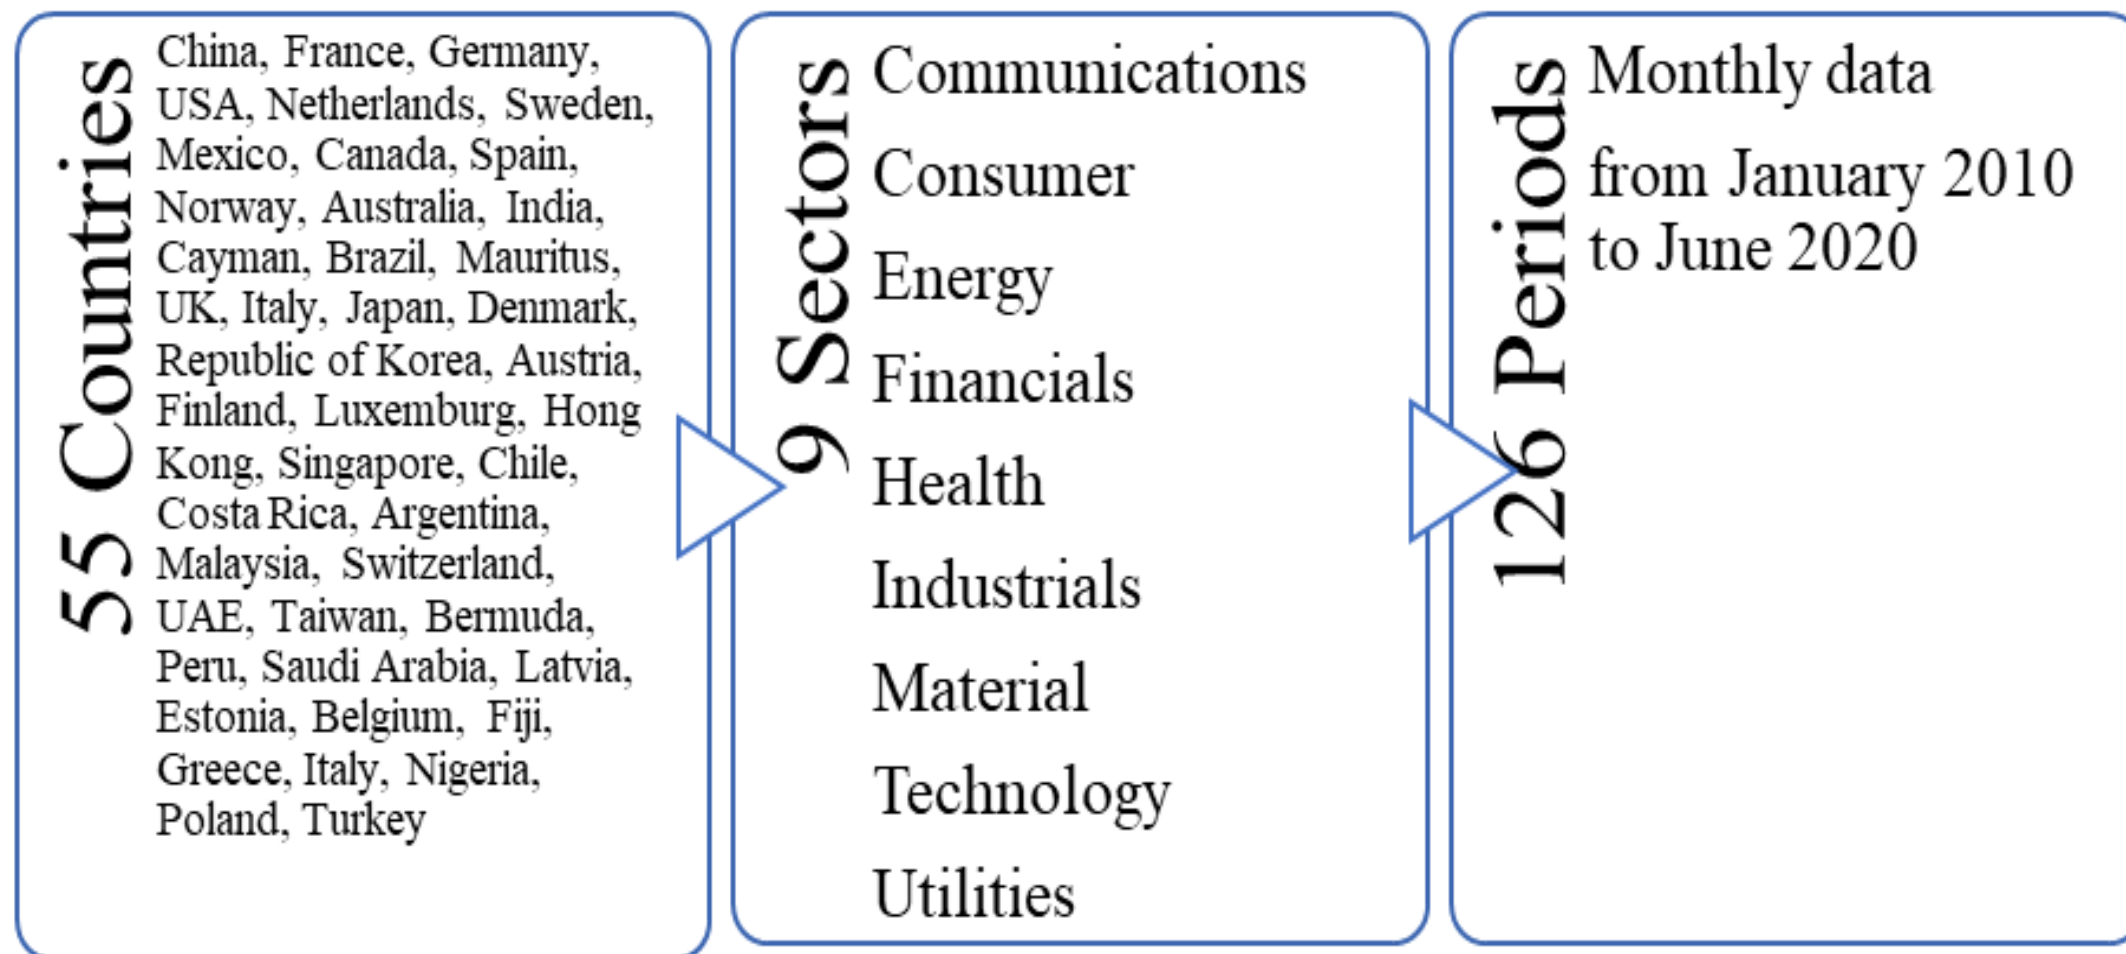 55 Countries
China, France, Germany,
USA, Netherlands, Sweden,
Mexico, Canada, Spain,
Norway, Australia, India,
Cayman, Brazil, Mauritus,
UK, Italy, Japan, Denmark,
Republic of Korea, Austria,
Finland, Luxemburg, Hong
Kong, Singapore, Chile,
Costa Rica, Argentina,
Malaysia, Switzerland,
UAE, Taiwan, Bermuda,
Peru, Saudi Arabia, Latvia,
Estonia, Belgium, Fiji,
Greece, Italy, Nigeria,
Poland, Turkey
9 Sectors
Communications
Consumer
Energy
Financials
Health
Industrials
Material
Technology
Utilities
126 Periods
Monthly data
from January 2010
to June 2020